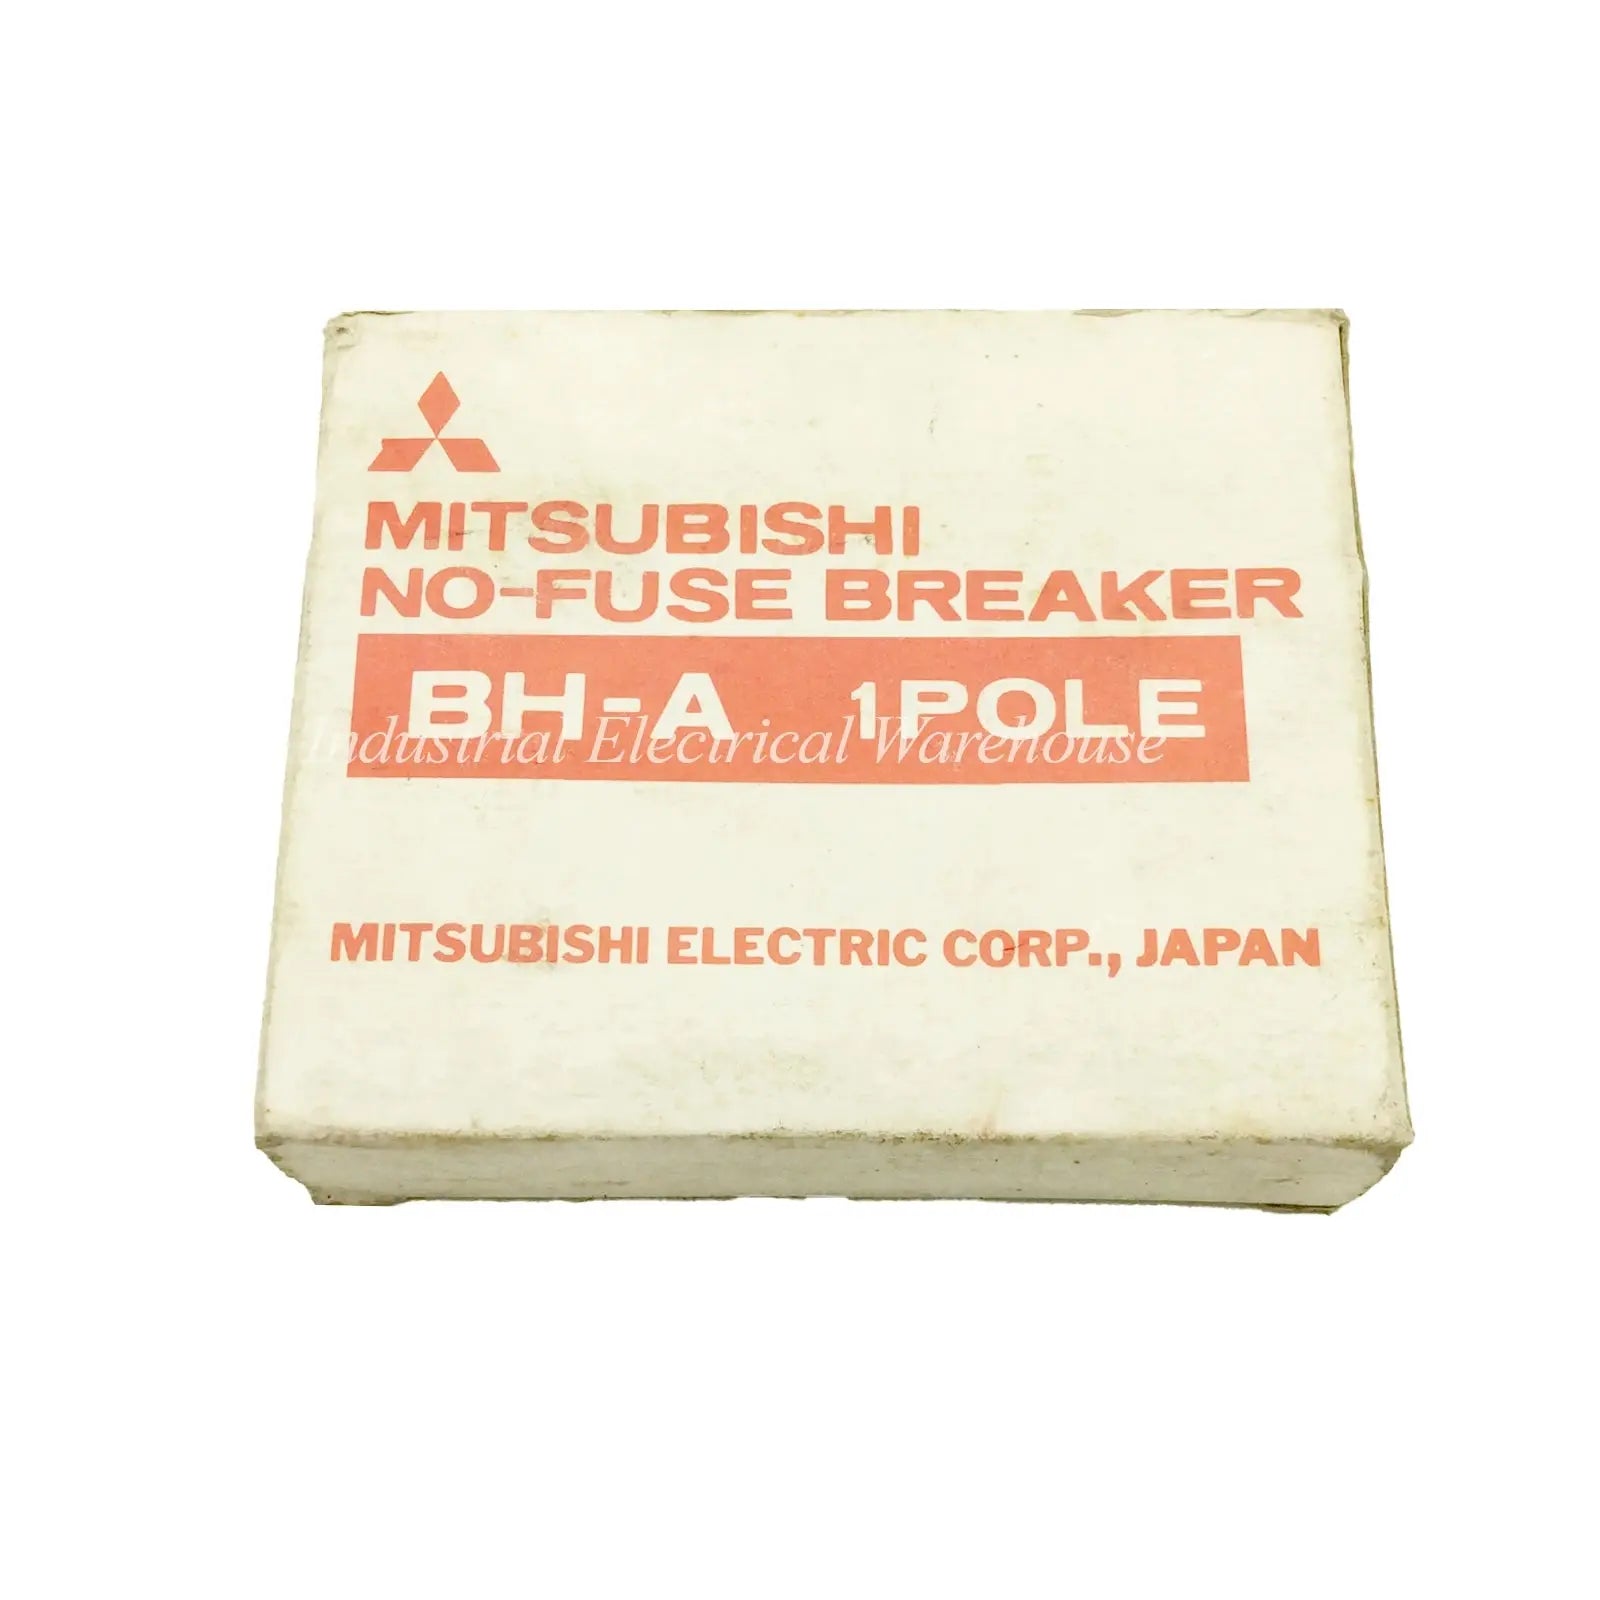 MITSUBISHI
NO-FUSE BREAKER
BH-A 1POLE
Industrial Electrical Warehouse
MITSUBISHI ELECTRIC CORP., JAPAN